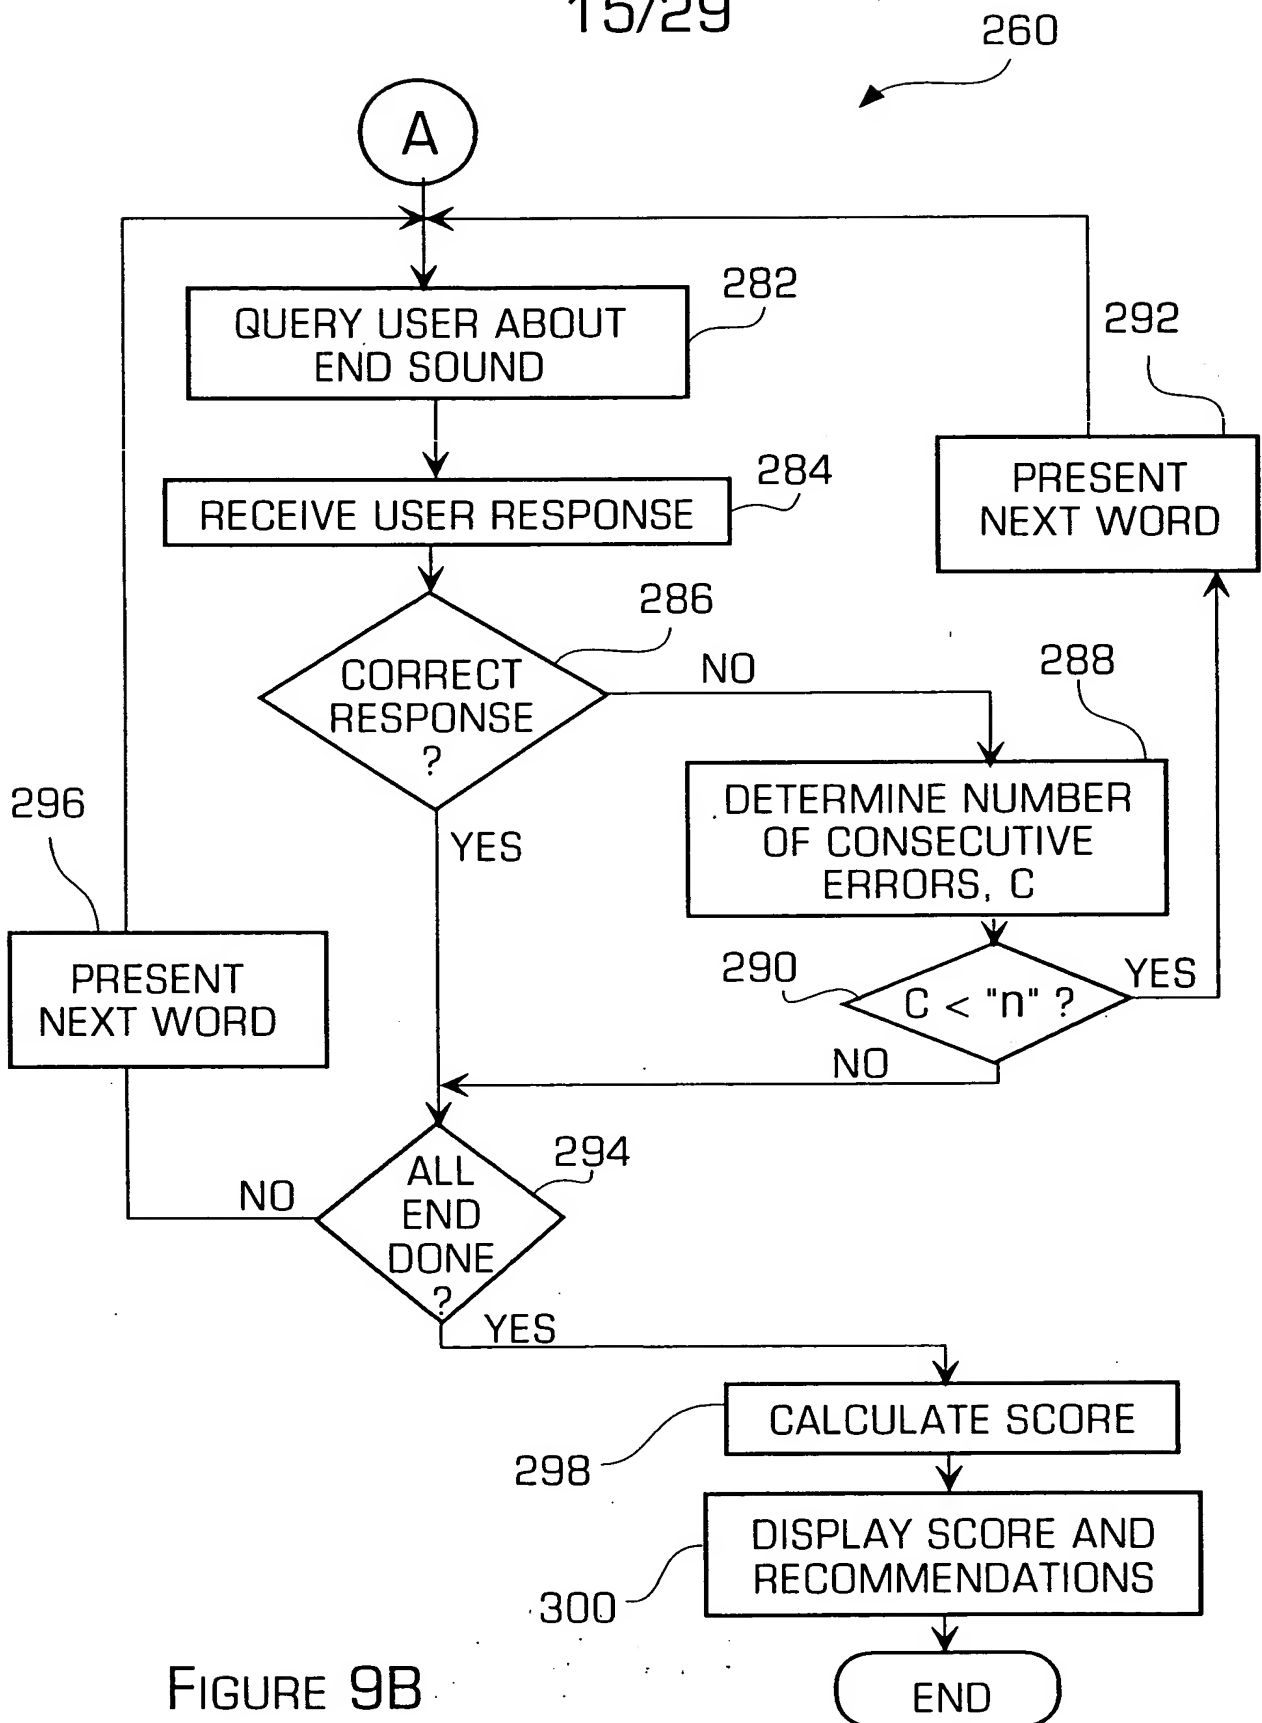 15/29
260
A
282
QUERY USER ABOUT
END SOUND
292
PRESENT
NEXT WORD
284
RECEIVE USER RESPONSE
286
CORRECT
RESPONSE
?
NO
288
DETERMINE NUMBER
OF CONSECUTIVE
ERRORS, C
YES
296
PRESENT
NEXT WORD
290
C < "n" ?
YES
NO
294
ALL
END
DONE
?
NO
YES
298
CALCULATE SCORE
300
DISPLAY SCORE AND
RECOMMENDATIONS
END
FIGURE 9B